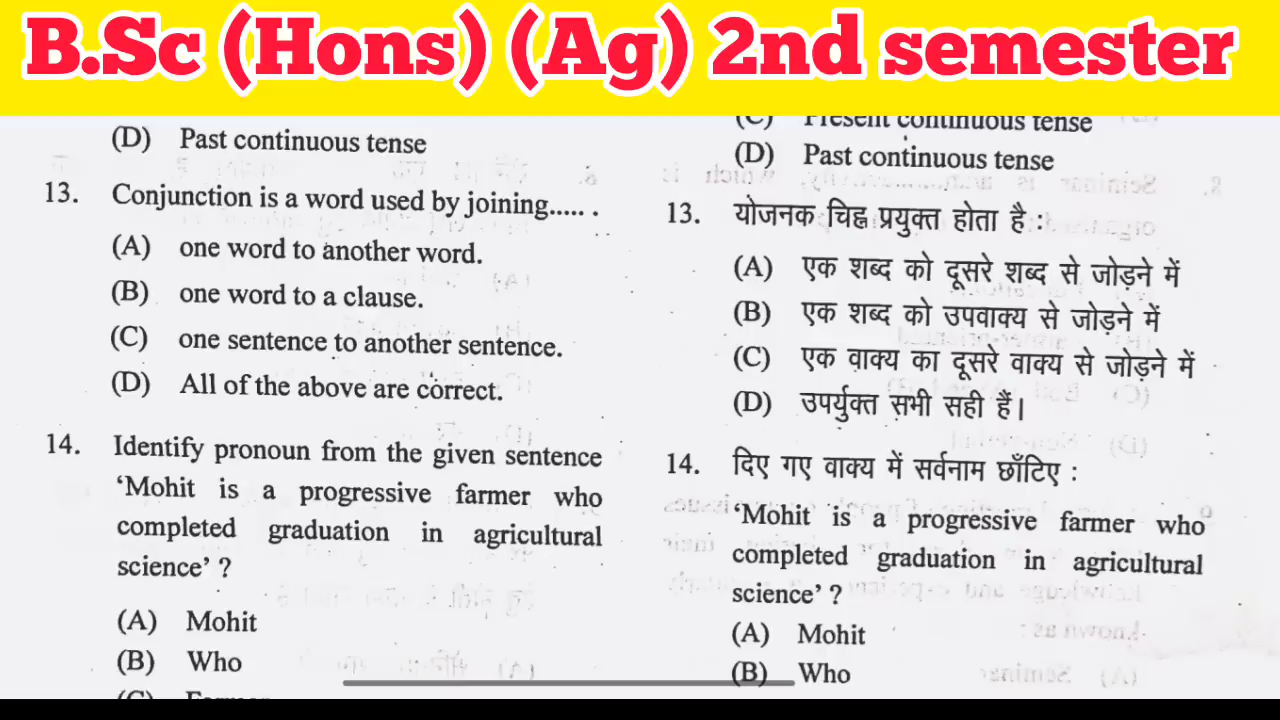 B.Sc (Hons) (Ag) 2nd semester
(D) Past continuous tense
13. Conjunction is a word used by joining..... .
(A) one word to another word.
(B) one word to a clause.
(C) one sentence to another sentence.
(D) All of the above are correct.
14. Identify pronoun from the given sentence
‘Mohit is a progressive farmer who
completed graduation in agricultural
science’ ?
(A) Mohit
(B) Who
(C) Present continuous tense
(D) Past continuous tense
13. योजनक चिह्न प्रयुक्त होता है :
(A) एक शब्द को दूसरे शब्द से जोड़ने में
(B) एक शब्द को उपवाक्य से जोड़ने में
(C) एक वाक्य का दूसरे वाक्य से जोड़ने में
(D) उपर्युक्त सभी सही हैं।
14. दिए गए वाक्य में सर्वनाम छाँटिए :
‘Mohit is a progressive farmer who
completed graduation in agricultural
science’ ?
(A) Mohit
(B) Who